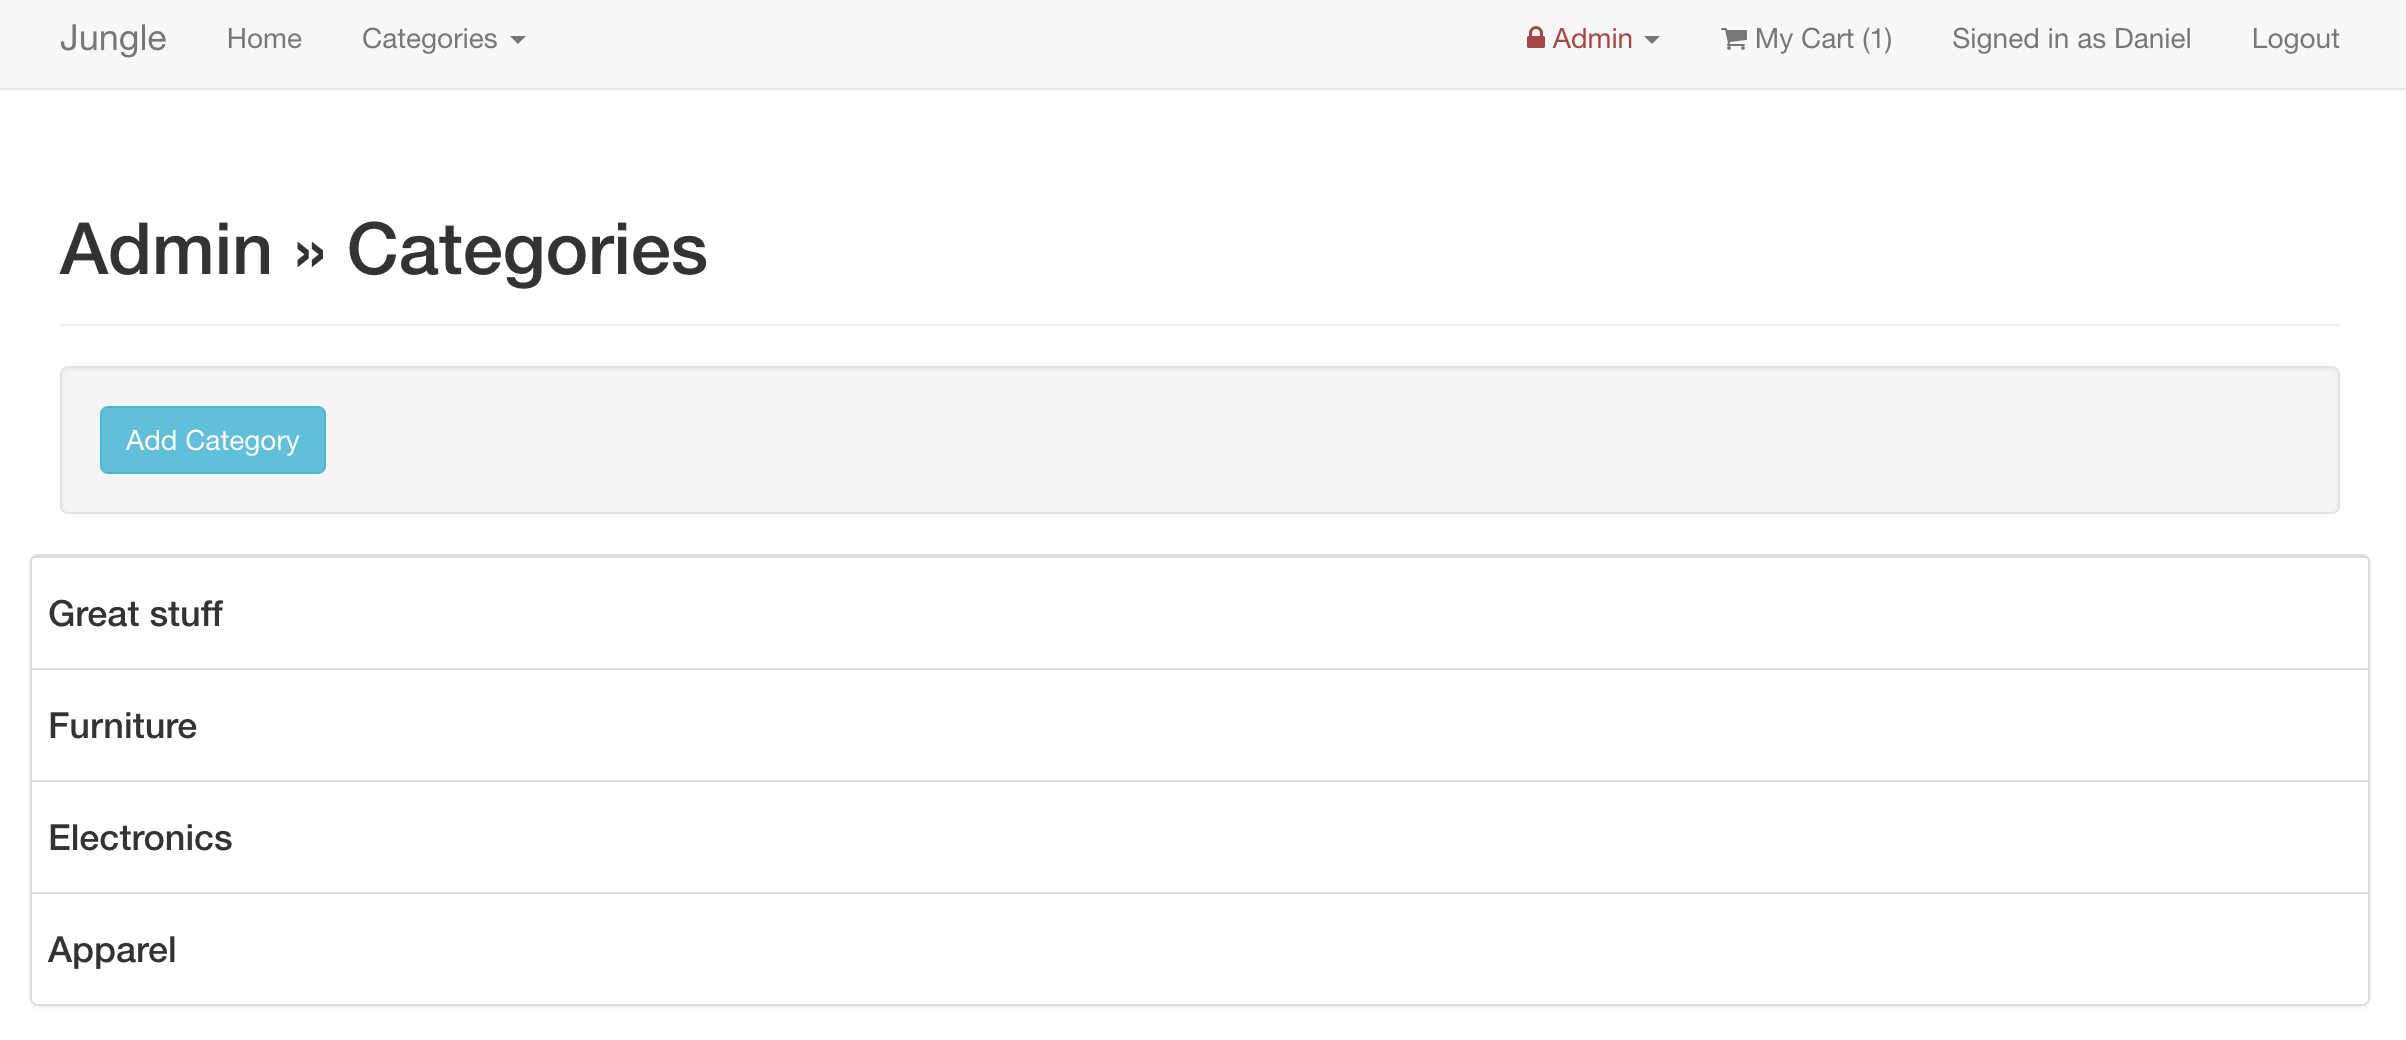 Jungle Home Categories Admin My Cart (1) Signed in as Daniel Logout
Admin » Categories
Add Category
Great stuff
Furniture
Electronics
Apparel